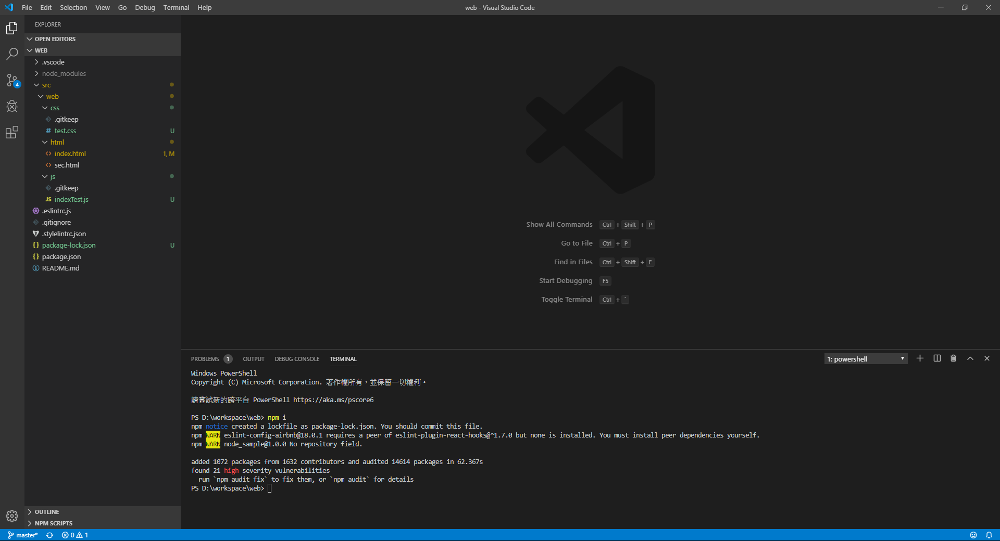 File Edit Selection View Go Debug Terminal Help
web - Visual Studio Code
EXPLORER
OPEN EDITORS
WEB
.vscode
node_modules
src
web
css
.gitkeep
# test.css U
html
<> index.html 1, M
<> sec.html
js
.gitkeep
JS indexTest.js U
.eslintrc.js
.gitignore
.stylelintrc.json
{} package-lock.json U
{} package.json
README.md
OUTLINE
NPM SCRIPTS
4
Show All Commands Ctrl + Shift + P
Go to File Ctrl + P
Find in Files Ctrl + Shift + F
Start Debugging F5
Toggle Terminal Ctrl + `
PROBLEMS 1 OUTPUT DEBUG CONSOLE TERMINAL
1: powershell
Windows PowerShell
Copyright (C) Microsoft Corporation. 著作權所有，並保留一切權利。
請嘗試新的跨平台 PowerShell https://aka.ms/pscore6
PS D:\workspace\web> npm i
npm notice created a lockfile as package-lock.json. You should commit this file.
npm WARN eslint-config-airbnb@18.0.1 requires a peer of eslint-plugin-react-hooks@^1.7.0 but none is installed. You must install peer dependencies yourself.
npm WARN node_sample@1.0.0 No repository field.
added 1072 packages from 1632 contributors and audited 14614 packages in 62.367s
found 21 high severity vulnerabilities
run `npm audit fix` to fix them, or `npm audit` for details
PS D:\workspace\web>
master* 0 1